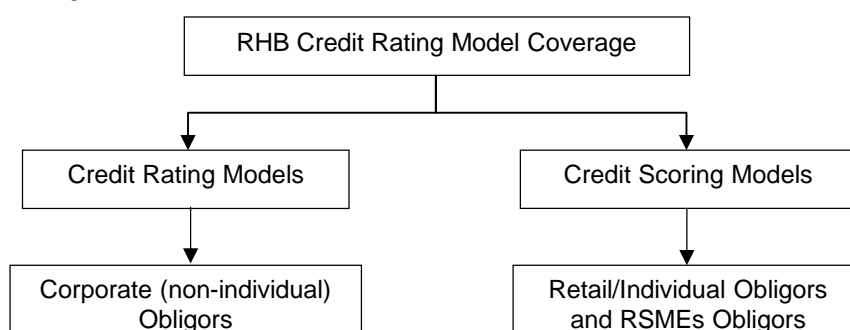 RHB Credit Rating Model Coverage
Credit Rating Models
Credit Scoring Models
Corporate (non-individual)
Obligors
Retail/Individual Obligors
and RSMEs Obligors